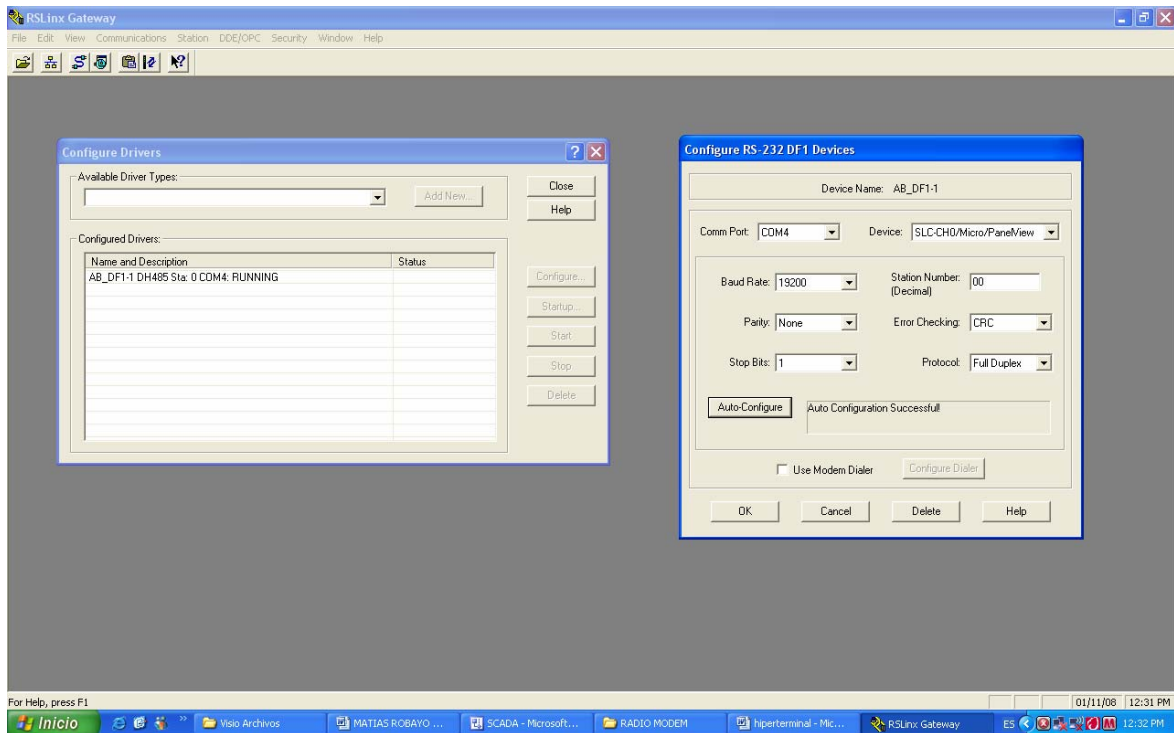 RSLinx Gateway
File Edit View Communications Station DDE/OPC Security Window Help
Configure Drivers
Available Driver Types:
Add New...
Close
Help
Configured Drivers:
Name and Description Status
AB_DF1-1 DH485 Sta: 0 COM4: RUNNING
Configure...
Startup...
Start
Stop
Delete
Configure RS-232 DF1 Devices
Device Name: AB_DF1-1
Comm Port: COM4 Device: SLC-CH0/Micro/PanelView
Baud Rate: 19200 Station Number: 00
(Decimal)
Parity: None Error Checking: CRC
Stop Bits: 1 Protocol: Full Duplex
Auto-Configure Auto Configuration Successful!
Use Modem Dialer Configure Dialer
OK Cancel Delete Help
For Help, press F1 01/11/08 12:31 PM
Inicio Visio Archivos MATIAS ROBAYO ... SCADA - Microsoft... RADIO MODEM hiperterminal - Mic... RSLinx Gateway ES 12:32 PM